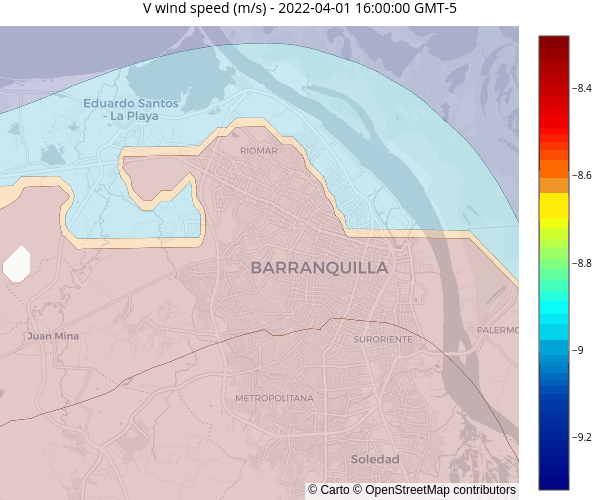 V wind speed (m/s) - 2022-04-01 16:00:00 GMT-5
Eduardo Santos
- La Playa
RIOMAR
BARRANQUILLA
Juan Mina
SURORIENTE
PALERMO
METROPOLITANA
Soledad
© Carto © OpenStreetMap contributors
−8.4
−8.6
−8.8
−9
−9.2